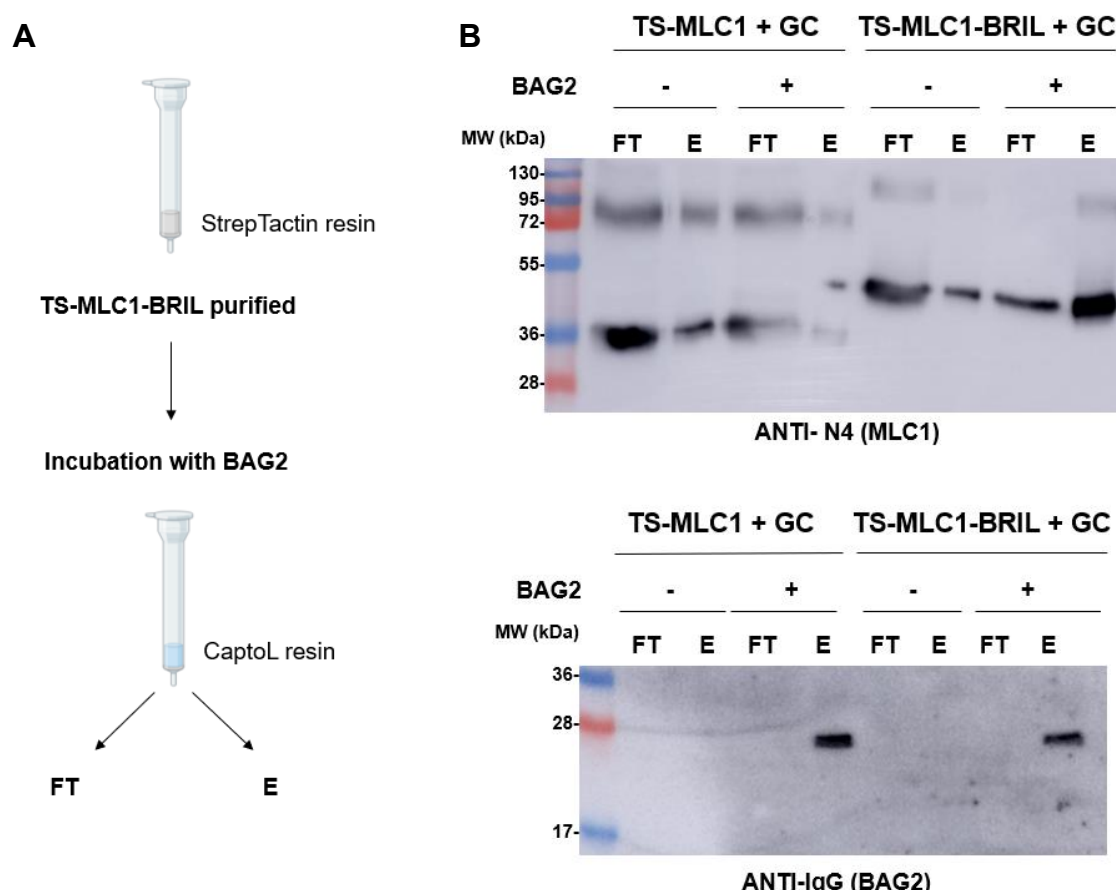 A
StrepTactin resin
TS-MLC1-BRIL purified
Incubation with BAG2
CaptoL resin
FT E
B
TS-MLC1 + GC TS-MLC1-BRIL + GC
BAG2 - + - +
MW (kDa) FT E FT E FT E FT E
130-
95-
72-
55-
36-
28-
ANTI- N4 (MLC1)
TS-MLC1 + GC TS-MLC1-BRIL + GC
BAG2 - + - +
MW (kDa) FT E FT E FT E FT E
36-
28-
17-
ANTI-IgG (BAG2)